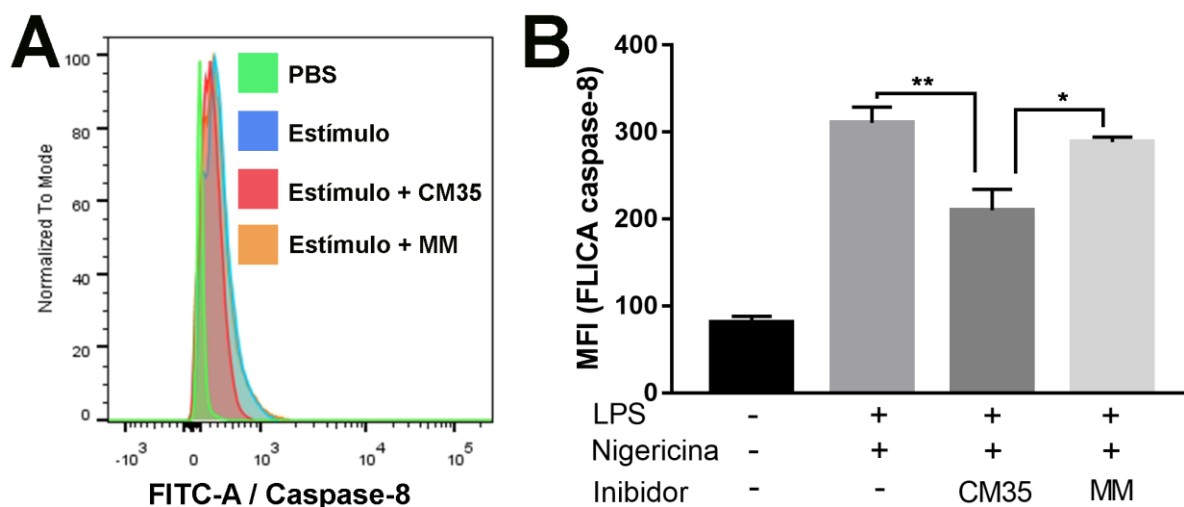 A
Normalized To Mode
100
80
60
40
20
0
-10³ 0 10³ 10⁴ 10⁵
FITC-A / Caspase-8
PBS
Estímulo
Estímulo + CM35
Estímulo + MM
B
MFI (FLICA caspase-8)
400
300
200
100
0
** *
LPS - + + +
Nigericina - + + +
Inibidor - - CM35 MM